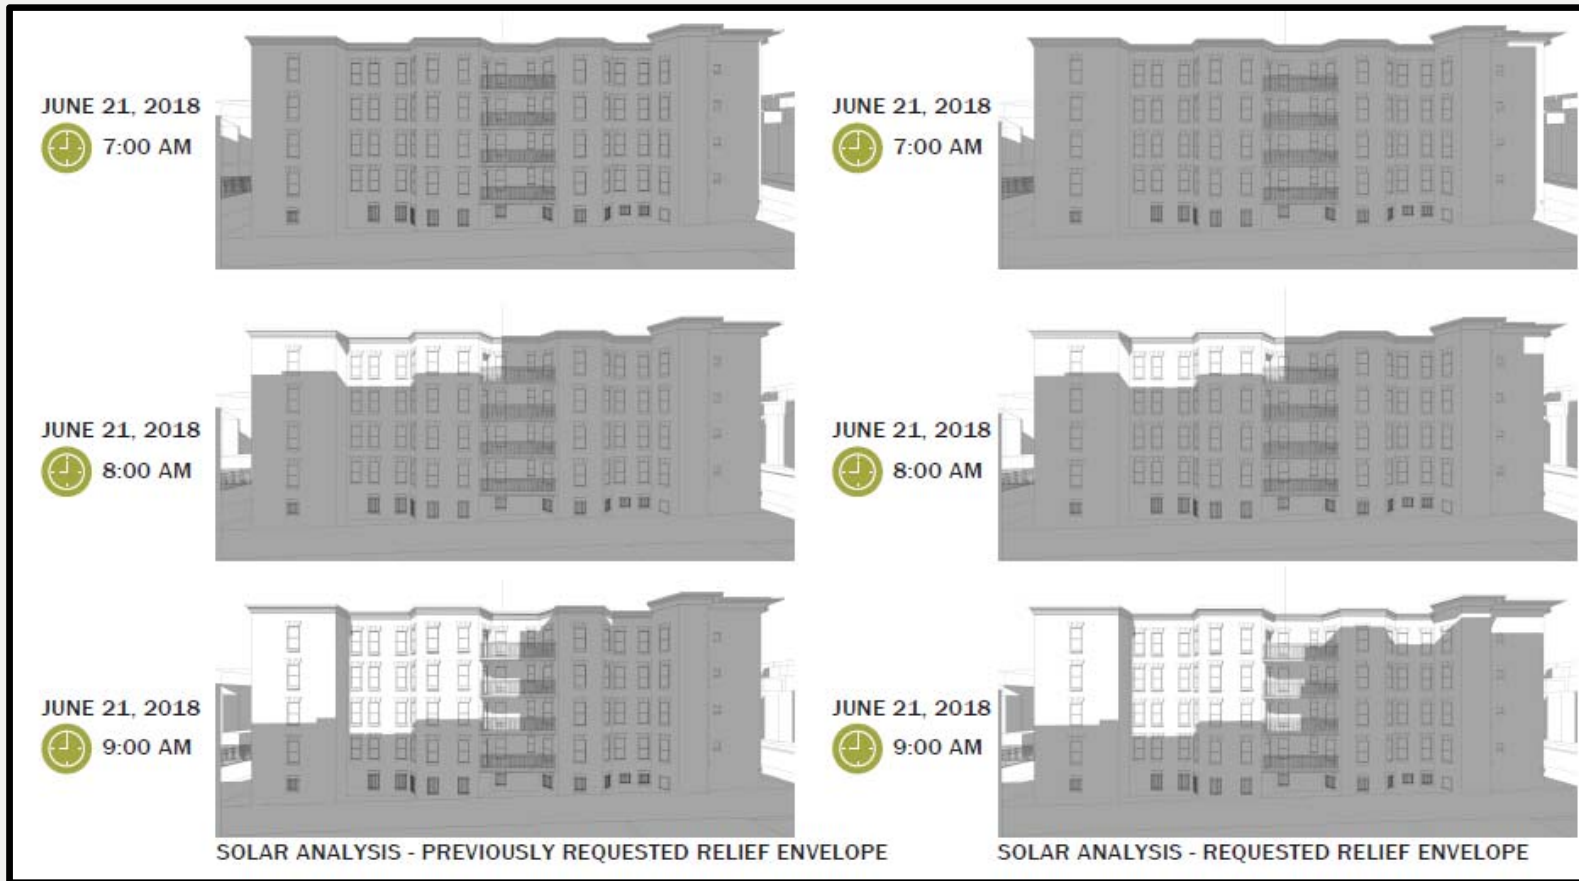 JUNE 21, 2018
7:00 AM
JUNE 21, 2018
7:00 AM
JUNE 21, 2018
8:00 AM
JUNE 21, 2018
8:00 AM
JUNE 21, 2018
9:00 AM
JUNE 21, 2018
9:00 AM
SOLAR ANALYSIS - PREVIOUSLY REQUESTED RELIEF ENVELOPE
SOLAR ANALYSIS - REQUESTED RELIEF ENVELOPE